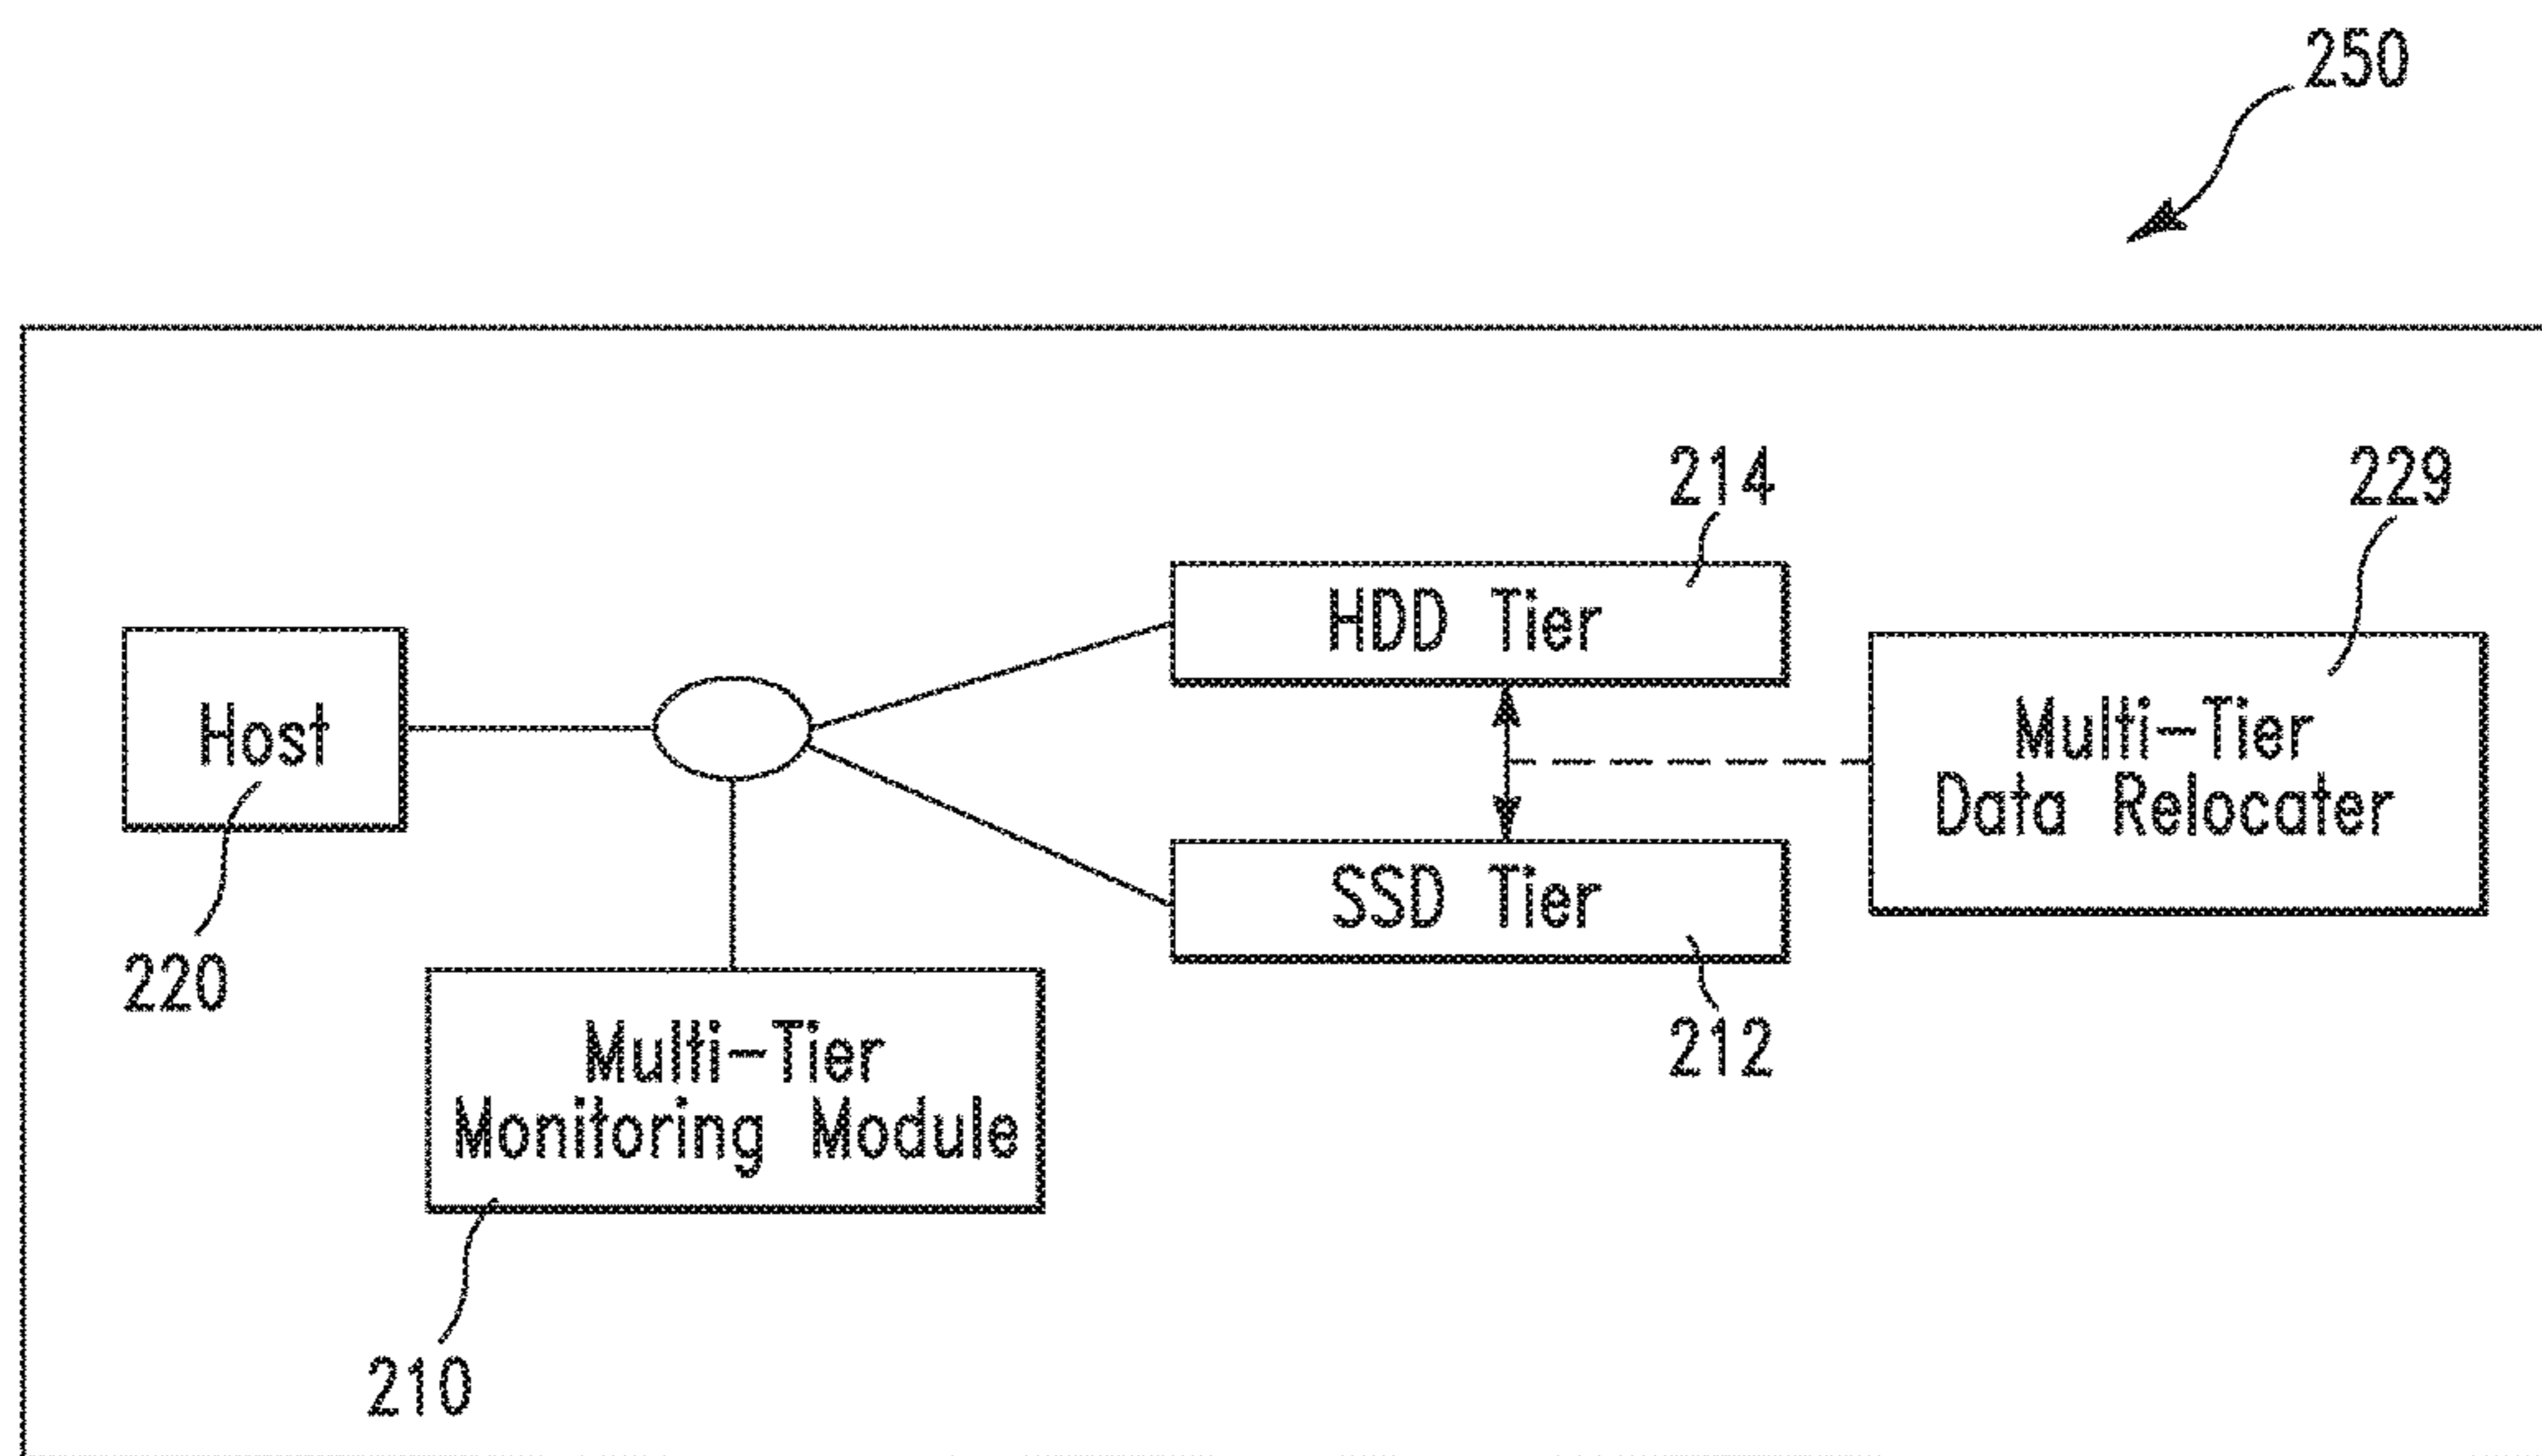 250
214
229
HDD Tier
Host
Multi-Tier
Data Relocater
SSD Tier
220
212
Multi-Tier
Monitoring Module
210